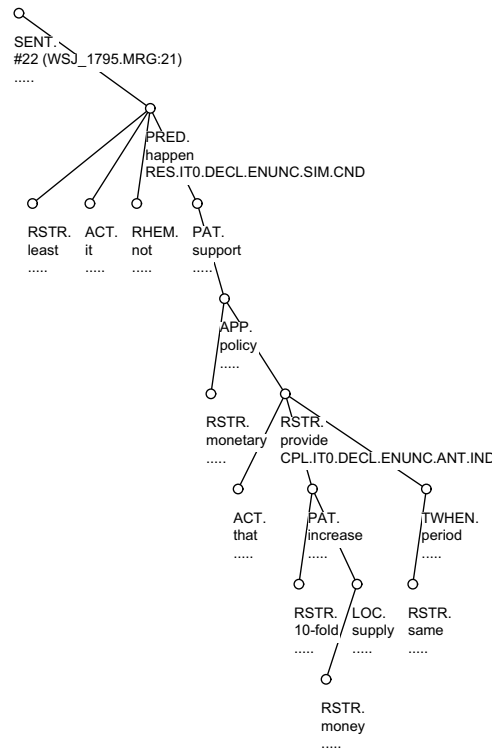 SENT.
#22 (WSJ_1795.MRG:21)
.....
PRED.
happen
RES.IT0.DECL.ENUNC.SIM.CND
RSTR. ACT. RHEM. PAT.
least it not support
..... ..... ..... .....
APP.
policy
.....
RSTR. RSTR.
monetary provide
..... CPL.IT0.DECL.ENUNC.ANT.IND
ACT. PAT. TWHEN.
that increase period
..... ..... .....
RSTR. LOC. RSTR.
10-fold supply same
..... ..... .....
RSTR.
money
.....